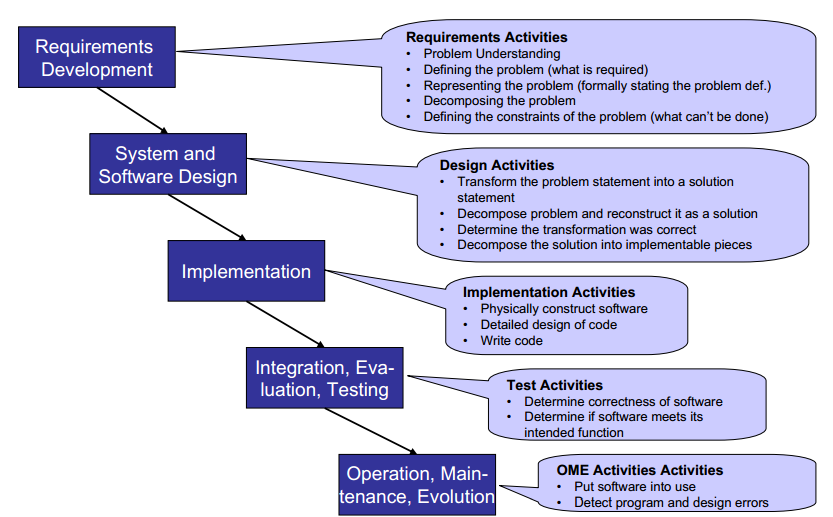 Requirements
Development
Requirements Activities
• Problem Understanding
• Defining the problem (what is required)
• Representing the problem (formally stating the problem def.)
• Decomposing the problem
• Defining the constraints of the problem (what can't be done)
System and
Software Design
Design Activities
• Transform the problem statement into a solution
statement
• Decompose problem and reconstruct it as a solution
• Determine the transformation was correct
• Decompose the solution into implementable pieces
Implementation
Implementation Activities
• Physically construct software
• Detailed design of code
• Write code
Integration, Eva-
luation, Testing
Test Activities
• Determine correctness of software
• Determine if software meets its
intended function
Operation, Main-
tenance, Evolution
OME Activities Activities
• Put software into use
• Detect program and design errors